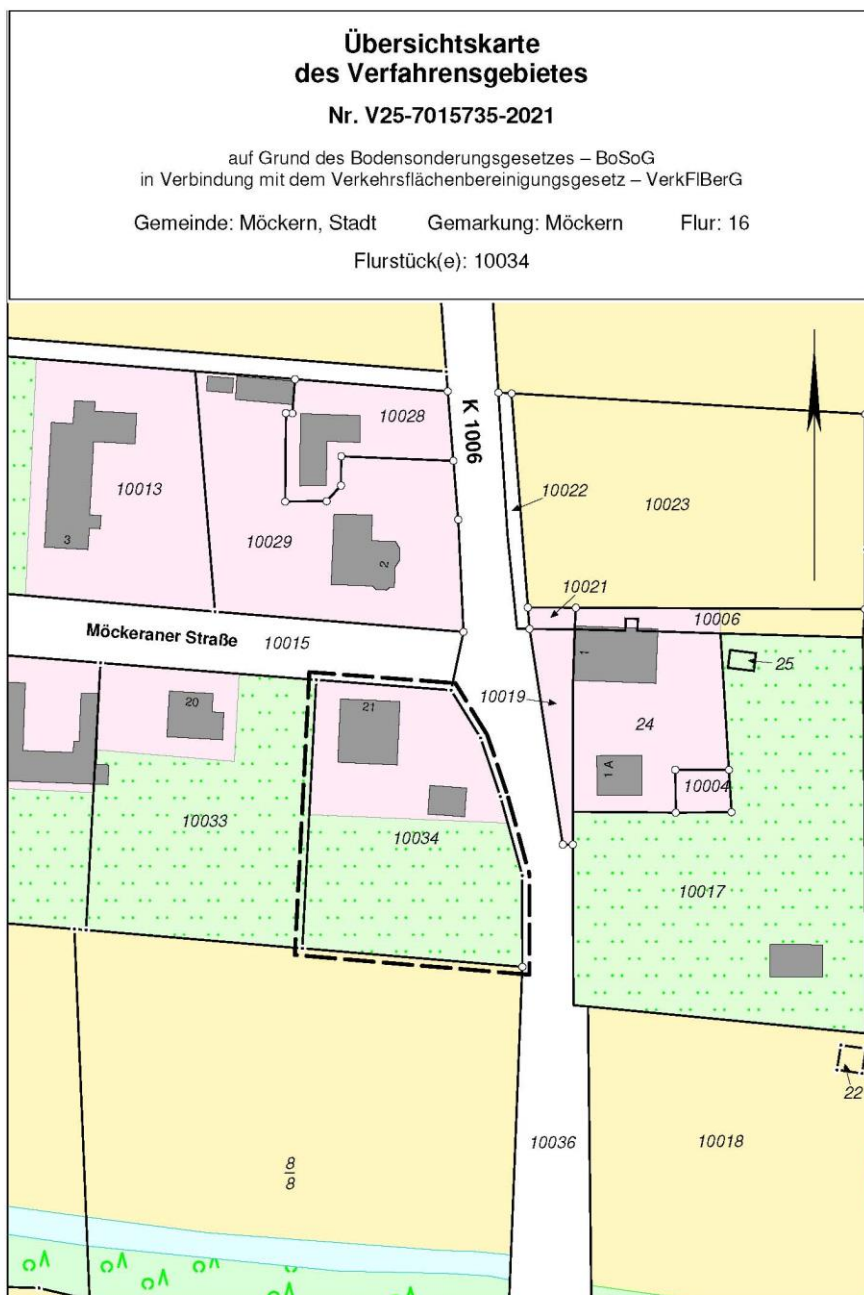 Übersichtskarte
des Verfahrensgebietes
Nr. V25-7015735-2021
auf Grund des Bodensonderungsgesetzes – BoSoG
in Verbindung mit dem Verkehrsflächenbereinigungsgesetz – VerkFlBerG
Gemeinde: Möckern, Stadt Gemarkung: Möckern Flur: 16
Flurstück(e): 10034
K 1006
10028
10013
10022
10023
10029
3
2
10021
10006
Möckeraner Straße
10015
1
25
10019
20
21
24
1 A
10004
10033
10034
10017
22
10036
10018
8
8